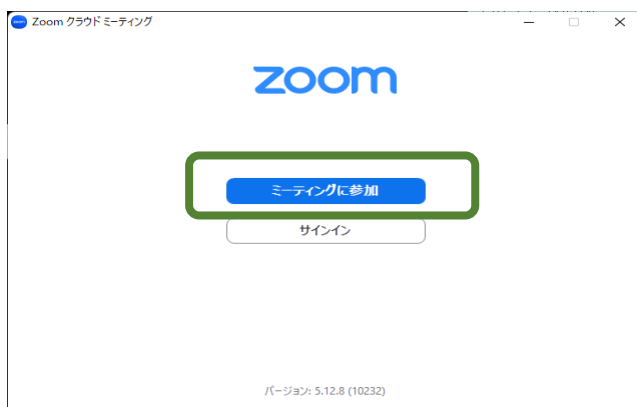 Zoom クラウド ミーティング
zoom
ミーティングに参加
サインイン
バージョン: 5.12.8 (10232)